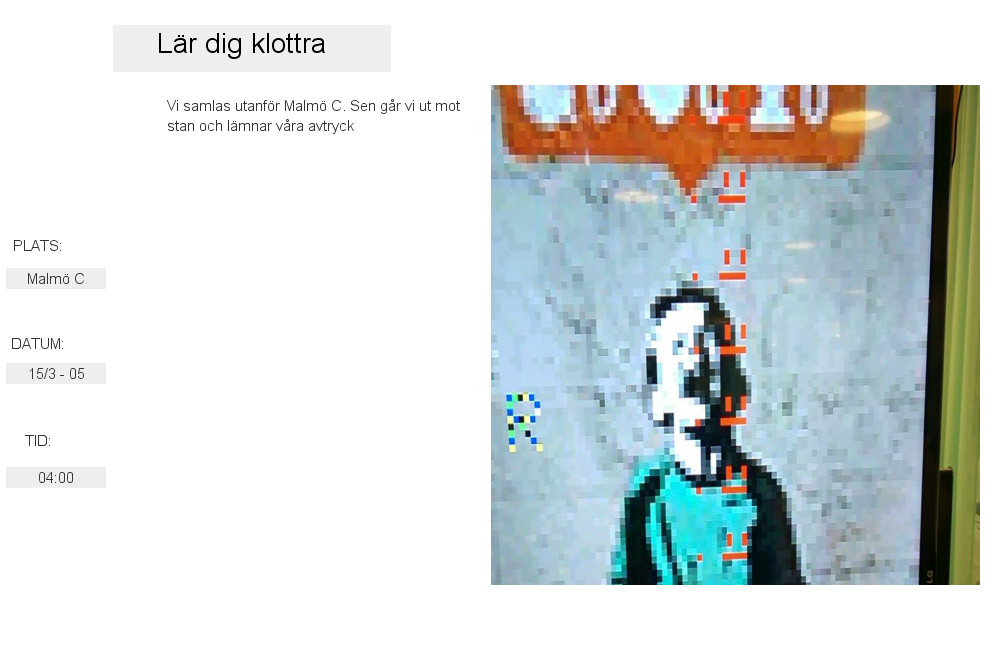 Lär dig klottra
Vi samlas utanför Malmö C. Sen går vi ut mot
stan och lämnar våra avtryck
PLATS:
Malmö C
DATUM:
15/3 - 05
TID:
04:00
R
LG